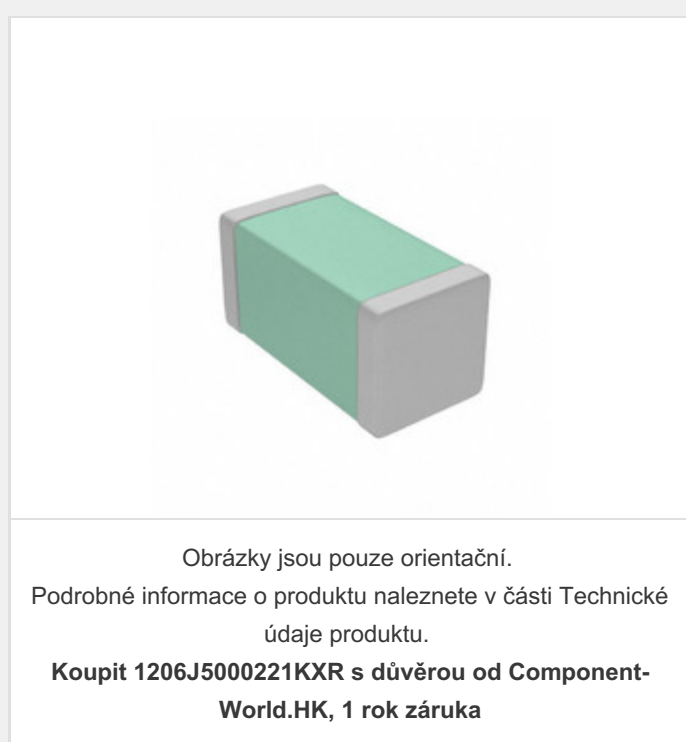 Obrázky jsou pouze orientační.
Podrobné informace o produktu naleznete v části Technické
údaje produktu.
Koupit 1206J5000221KXR s důvěrou od Component-
World.HK, 1 rok záruka